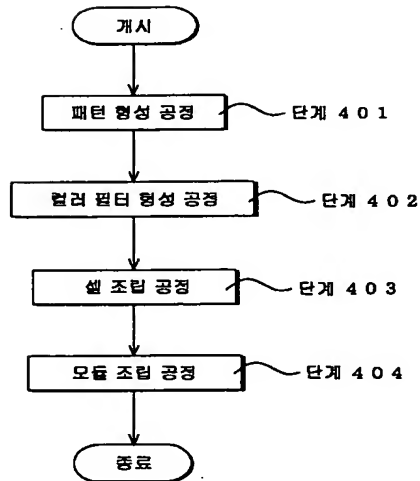 개시
패턴 형성 공정 단계 401
컬러 필터 형성 공정 단계 402
셀 조립 공정 단계 403
모듈 조립 공정 단계 404
종료